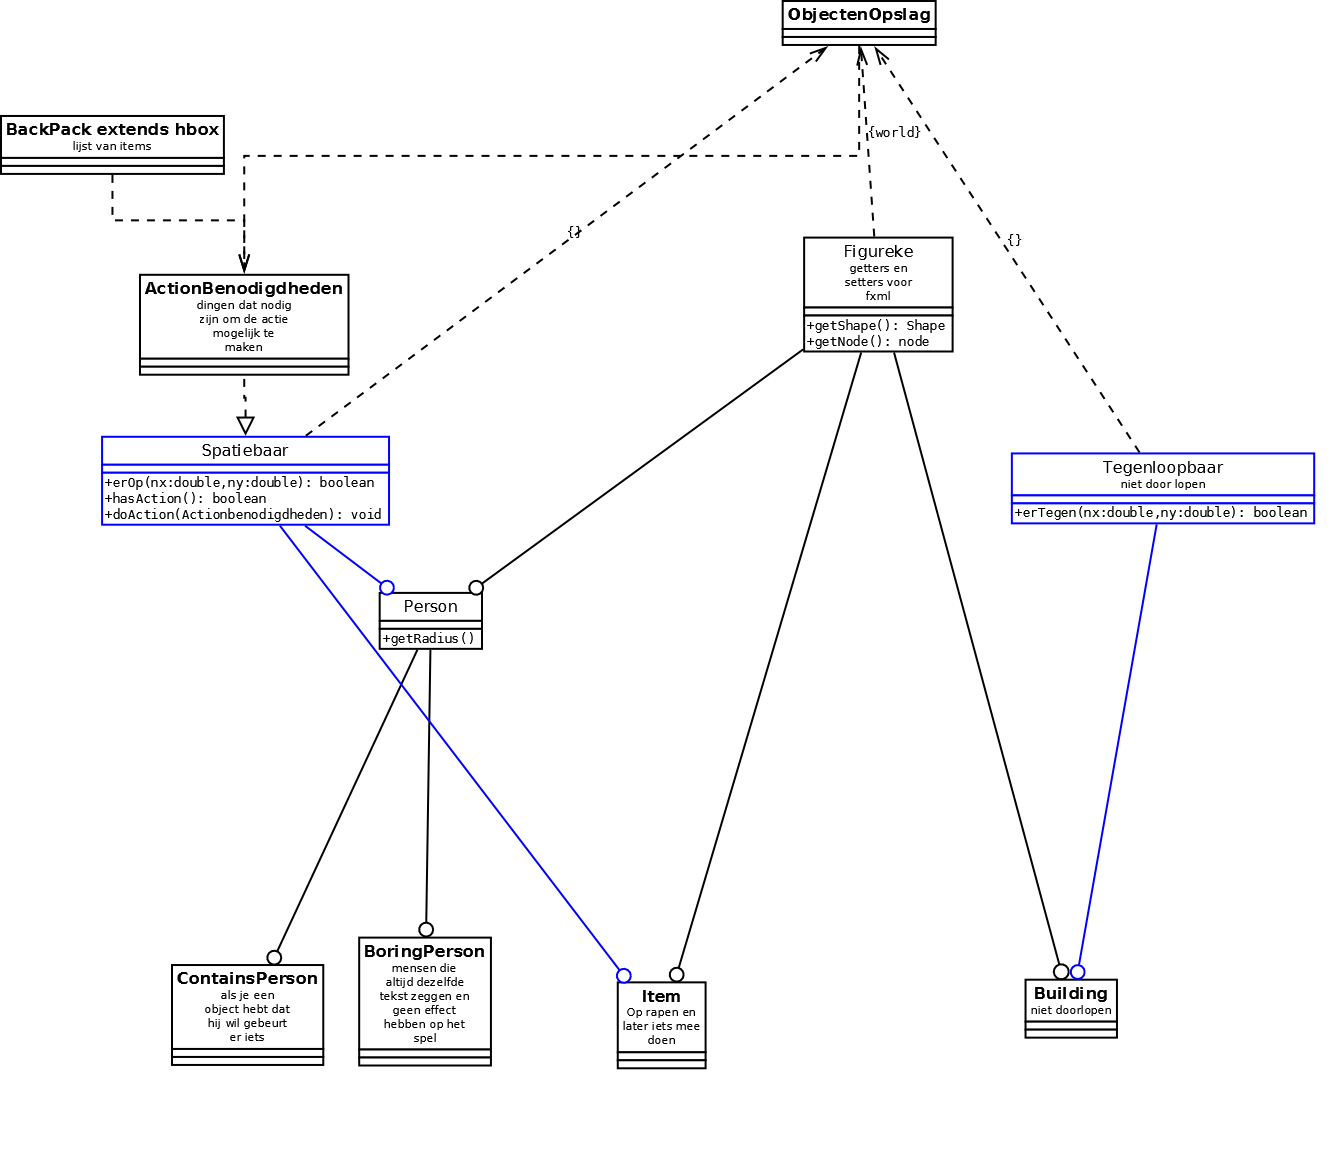 ObjectenOpslag
BackPack extends hbox
lijst van items
{world}
{}
{}
Figureke
getters en
setters voor
fxml
+getShape(): Shape
+getNode(): node
ActionBenodigdheden
dingen dat nodig
zijn om de actie
mogelijk te
maken
Spatiebaar
+erOp(nx:double,ny:double): boolean
+hasAction(): boolean
+doAction(Actionbenodigdheden): void
Tegenloopbaar
niet door lopen
+erTegen(nx:double,ny:double): boolean
Person
+getRadius()
ContainsPerson
als je een
object hebt dat
hij wil gebeurt
er iets
BoringPerson
mensen die
altijd dezelfde
tekst zeggen en
geen effect
hebben op het
spel
Item
Op rapen en
later iets mee
doen
Building
niet doorlopen